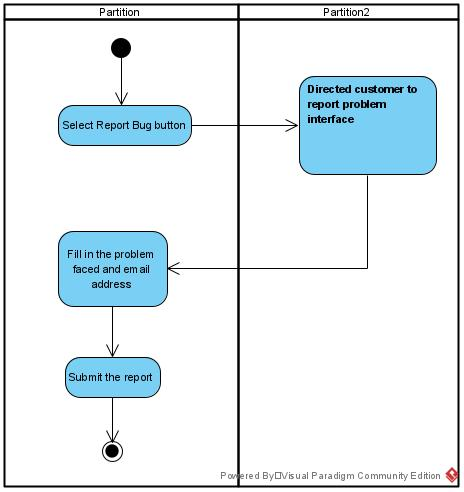 Partition
Partition2
Select Report Bug button
Directed customer to
report problem
interface
Fill in the problem
faced and email
address
Submit the report
Powered By Visual Paradigm Community Edition